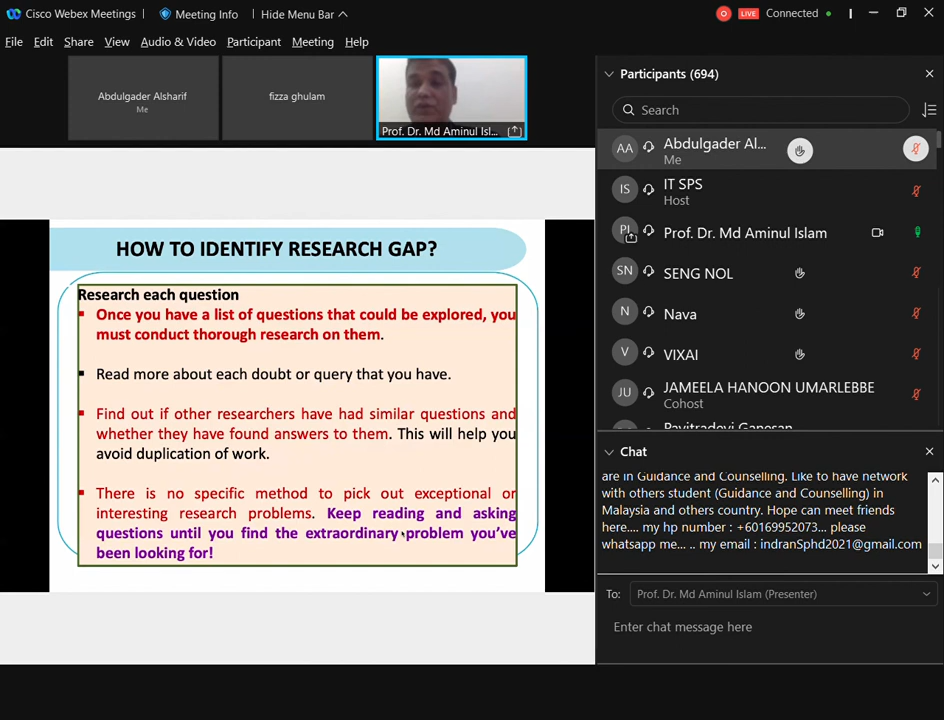 Cisco Webex Meetings
Meeting Info
Hide Menu Bar
LIVE
Connected
File Edit Share View Audio & Video Participant Meeting Help
Abdulgader Alsharif
Me
fizza ghulam
Prof. Dr. Md Aminul Isl...
HOW TO IDENTIFY RESEARCH GAP?
Research each question
Once you have a list of questions that could be explored, you
must conduct thorough research on them.
Read more about each doubt or query that you have.
Find out if other researchers have had similar questions and
whether they have found answers to them. This will help you
avoid duplication of work.
There is no specific method to pick out exceptional or
interesting research problems. Keep reading and asking
questions until you find the extraordinary problem you've
been looking for!
Participants (694)
Search
AA Abdulgader Al...
Me
IS IT SPS
Host
PI Prof. Dr. Md Aminul Islam
SN SENG NOL
N Nava
V VIXAI
JU JAMEELA HANOON UMARLEBBE
Cohost
Pavitradevi Ganesan
Chat
are in Guidance and Counselling. Like to have network
with others student (Guidance and Counselling) in
Malaysia and others country. Hope can meet friends
here.... my hp number : +60169952073... please
whatsapp me... .. my email : indranSphd2021@gmail.com
To: Prof. Dr. Md Aminul Islam (Presenter)
Enter chat message here